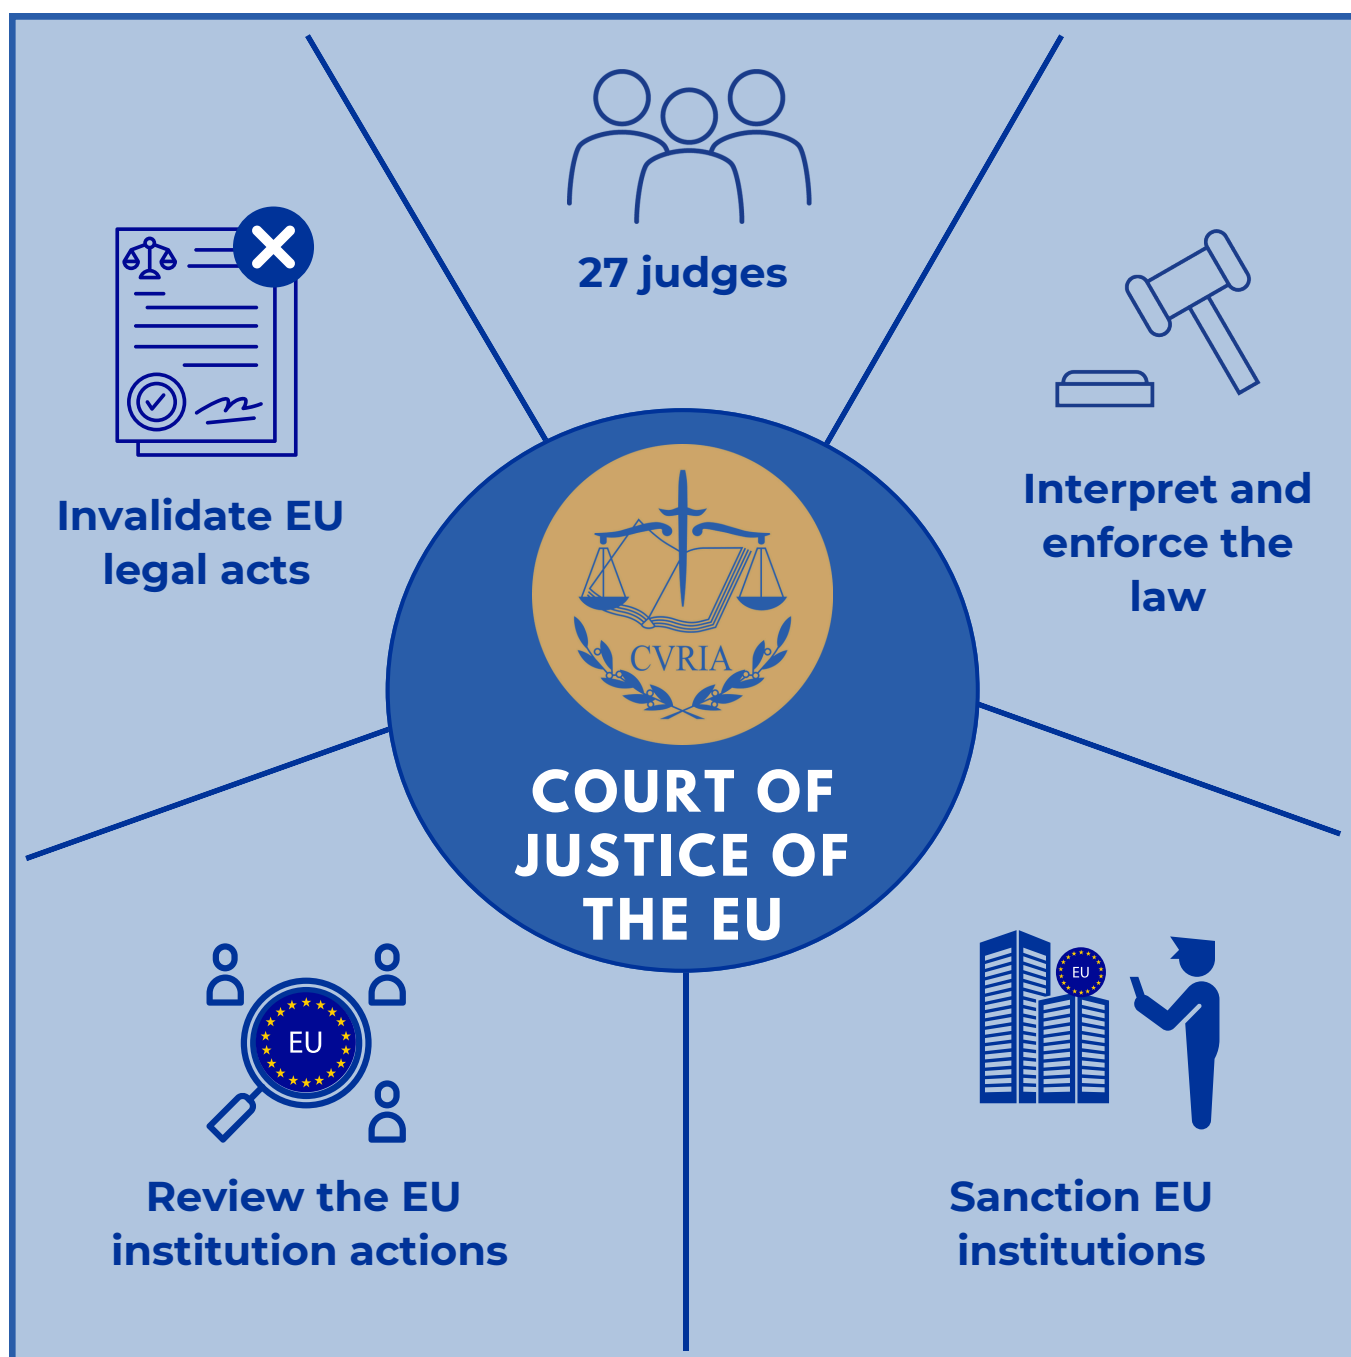 27 judges
Invalidate EU
legal acts
Interpret and
enforce the
law
CVRIA
COURT OF
JUSTICE OF
THE EU
EU
Review the EU
institution actions
EU
Sanction EU
institutions